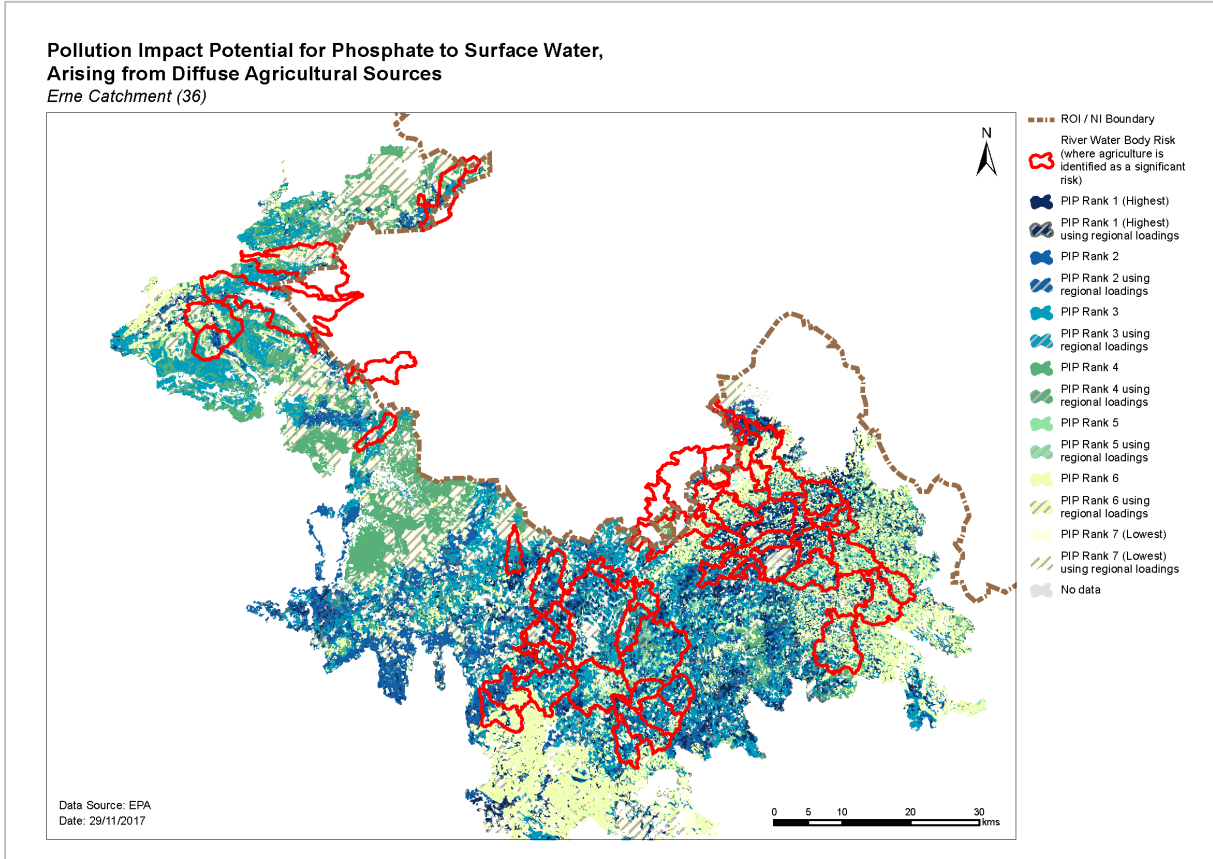 Pollution Impact Potential for Phosphate to Surface Water,
Arising from Diffuse Agricultural Sources
Erne Catchment (36)
N
ROI / NI Boundary
River Water Body Risk
(where agriculture is
identified as a significant
risk)
PIP Rank 1 (Highest)
PIP Rank 1 (Highest)
using regional loadings
PIP Rank 2
PIP Rank 2 using
regional loadings
PIP Rank 3
PIP Rank 3 using
regional loadings
PIP Rank 4
PIP Rank 4 using
regional loadings
PIP Rank 5
PIP Rank 5 using
regional loadings
PIP Rank 6
PIP Rank 6 using
regional loadings
PIP Rank 7 (Lowest)
PIP Rank 7 (Lowest)
using regional loadings
No data
Data Source: EPA
Date: 29/11/2017
0 5 10 20 30
kms